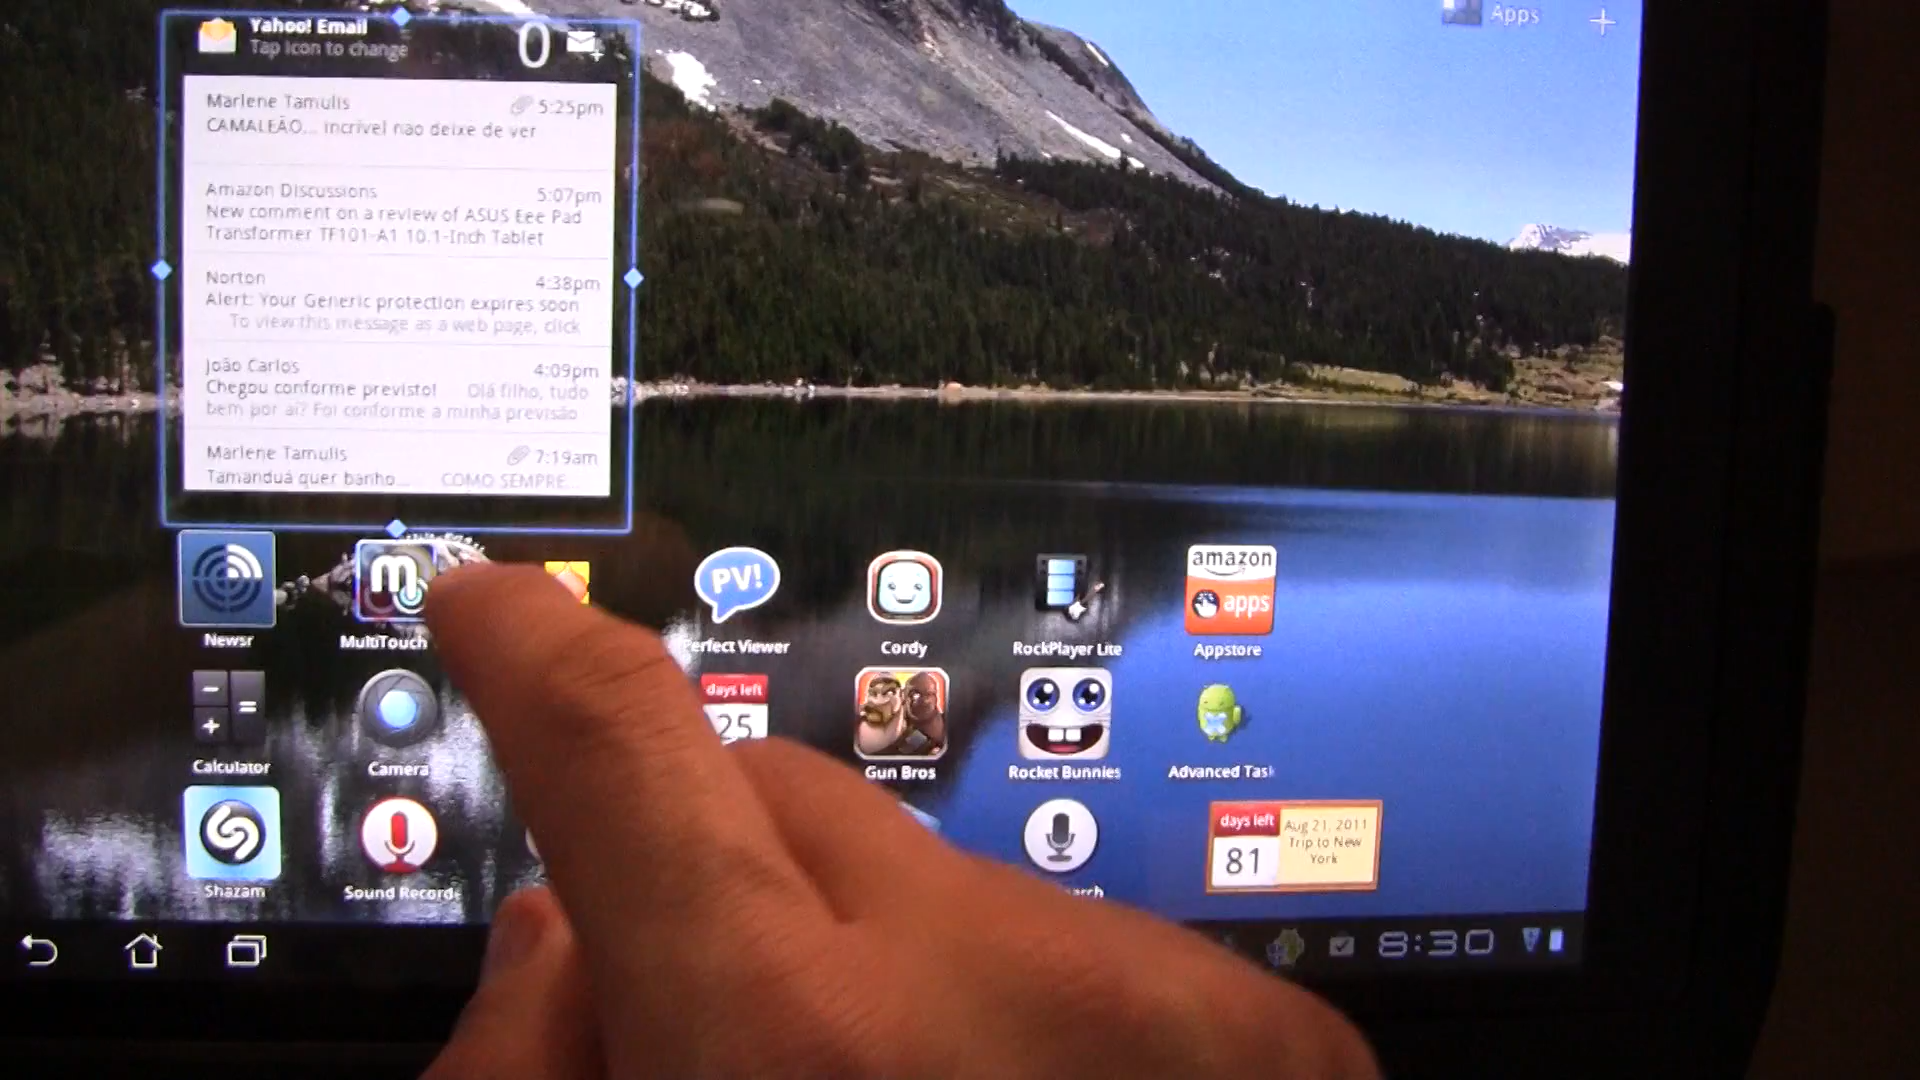 Yahoo! Email
Tap icon to change
0
Apps
Marlene Tamulis 5:25pm
CAMALEÃO... incrível nao deixe de ver
Amazon Discussions 5:07pm
New comment on a review of ASUS Eee Pad
Transformer TF101-A1 10.1-Inch Tablet
Norton 4:38pm
Alert: Your Generic protection expires soon
To view this message as a web page, click
João Carlos 4:09pm
Chegou conforme previsto! Olá filho, tudo
bem por aí? Foi conforme a minha previsão
Marlene Tamulis 7:19am
Tamanduá quer banho... COMO SEMPRE...
PV!
amazon
apps
Newsr
MultiTouch
Perfect Viewer
Cordy
RockPlayer Lite
Appstore
days left
25
Calculator
Camera
Gun Bros
Rocket Bunnies
Advanced Task
days left
81
Aug 21, 2011
Trip to New
York
Shazam
Sound Record
8:30